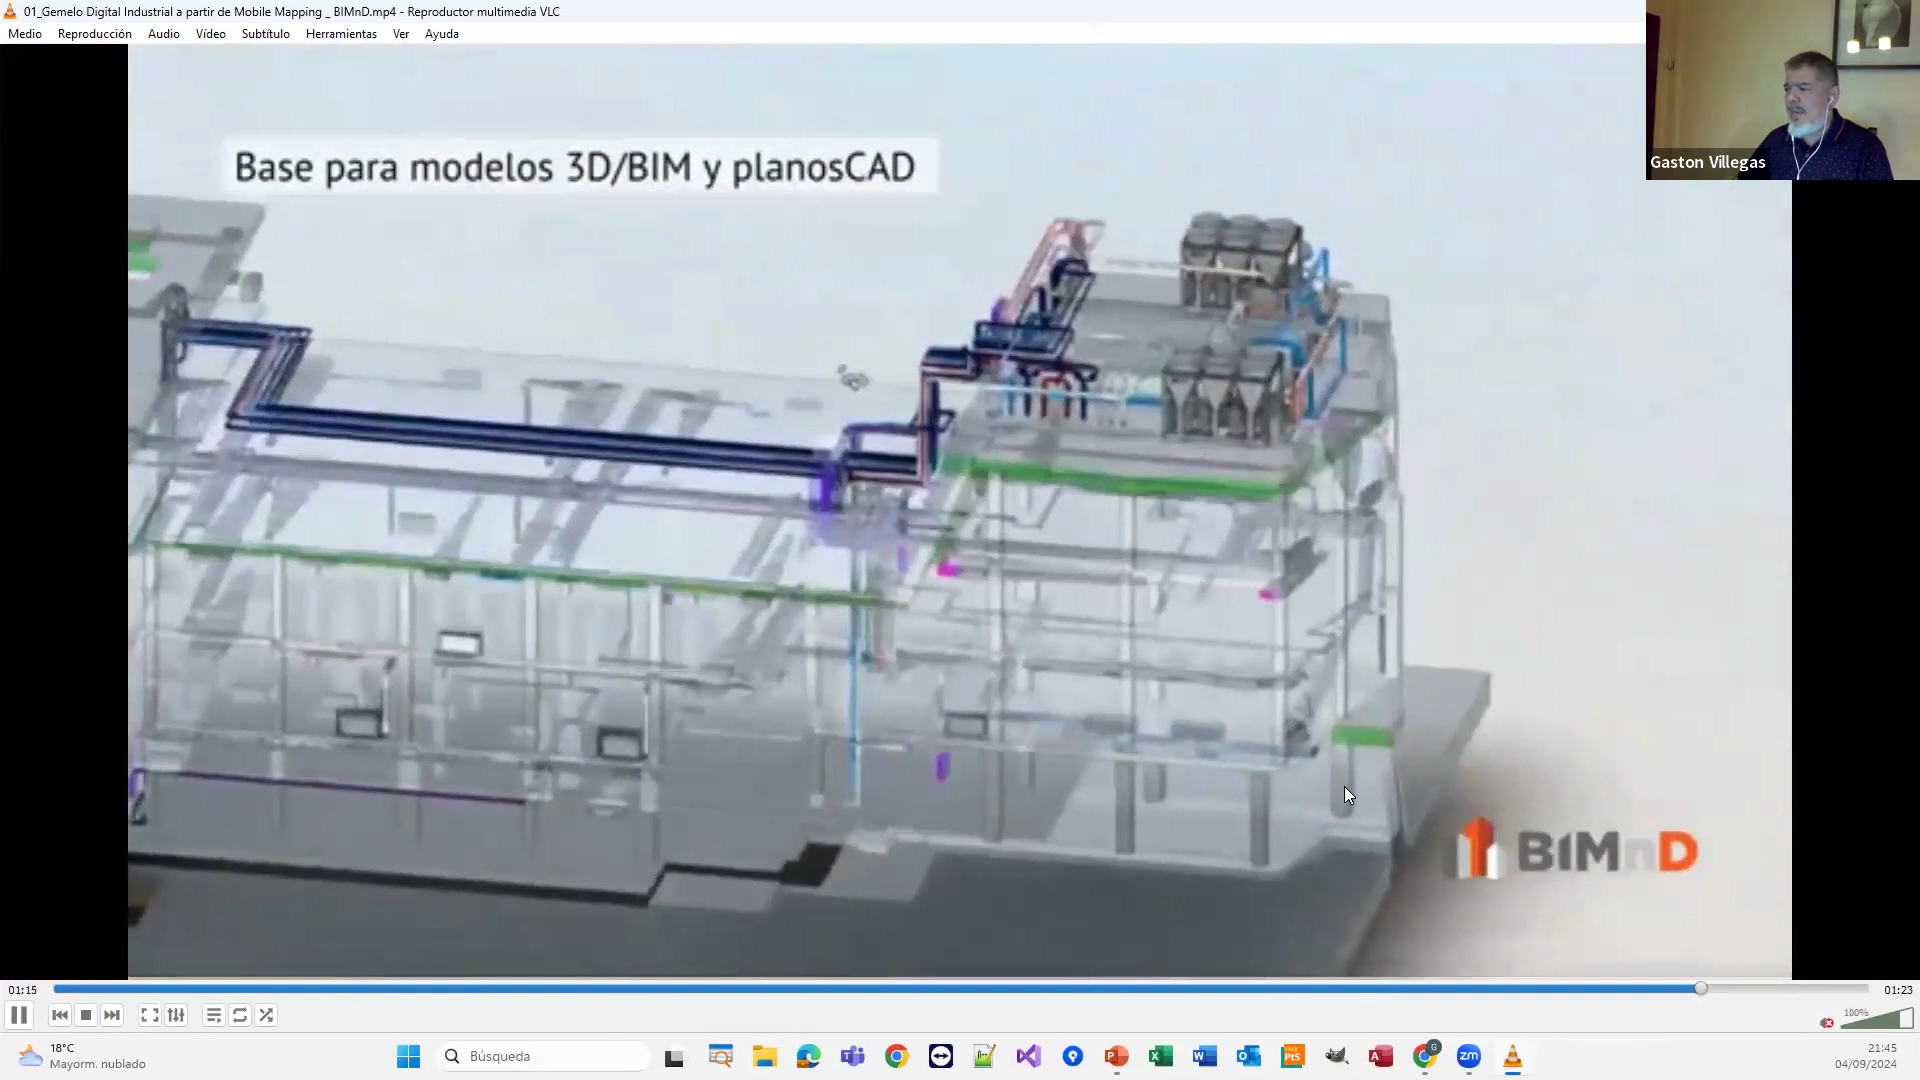 01_Gemelo Digital Industrial a partir de Mobile Mapping _ BIMnD.mp4 - Reproductor multimedia VLC
Medio Reproducción Audio Vídeo Subtítulo Herramientas Ver Ayuda
Base para modelos 3D/BIM y planosCAD
Gaston Villegas
BIMnD
01:15
01:23
100%
18°C
Mayorm. nublado
Búsqueda
21:45
04/09/2024